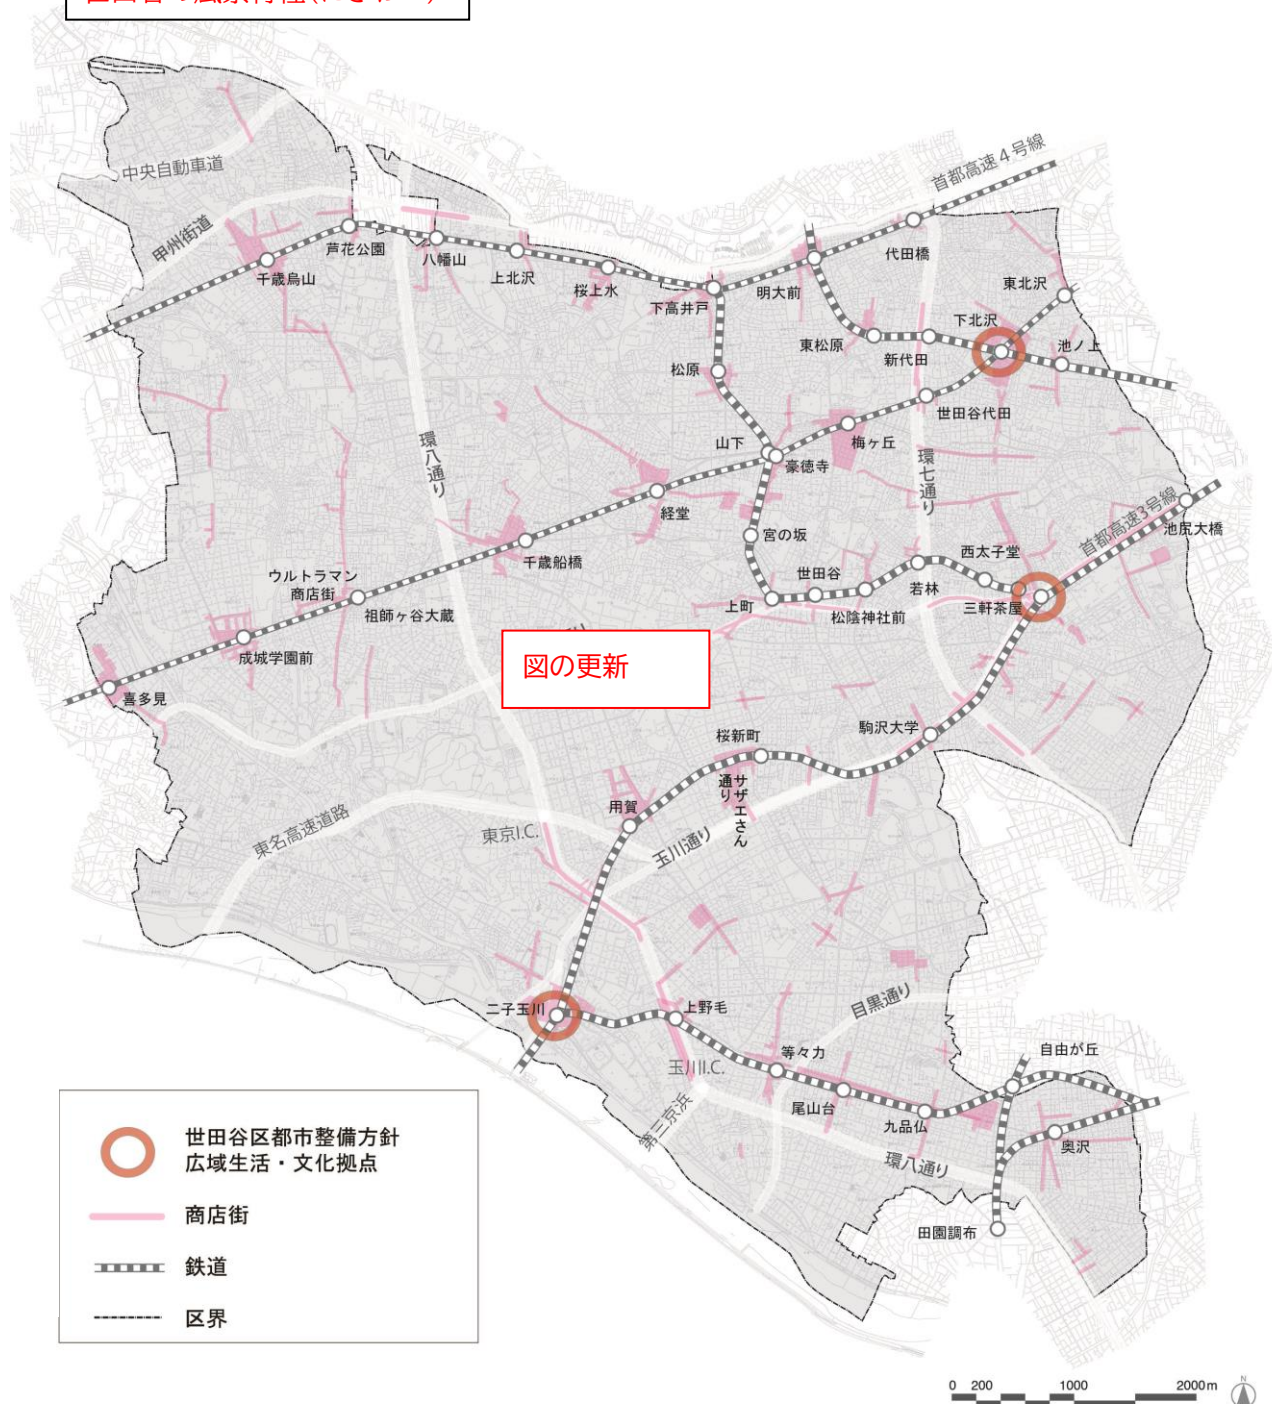 中央自動車道
甲州街道
首都高速4号線
芦花公園
千歳烏山
八幡山
上北沢
桜上水
下高井戸
明大前
代田橋
東北沢
下北沢
池ノ上
東松原
新代田
松原
世田谷代田
山下
梅ヶ丘
豪徳寺
環八通り
環七通り
経堂
宮の坂
首都高速3号線
池尻大橋
千歳船橋
西太子堂
ウルトラマン
商店街
世田谷
若林
上町
松陰神社前
三軒茶屋
祖師ヶ谷大蔵
成城学園前
図の更新
喜多見
駒沢大学
桜新町
サザエさん
通り
用賀
東名高速道路
東京I.C.
玉川通り
二子玉川
上野毛
目黒通り
等々力
自由が丘
玉川I.C.
尾山台
九品仏
第三京浜
環八通り
奥沢
田園調布
世田谷区都市整備方針
広域生活・文化拠点
商店街
鉄道
区界
0 200 1000 2000m
N